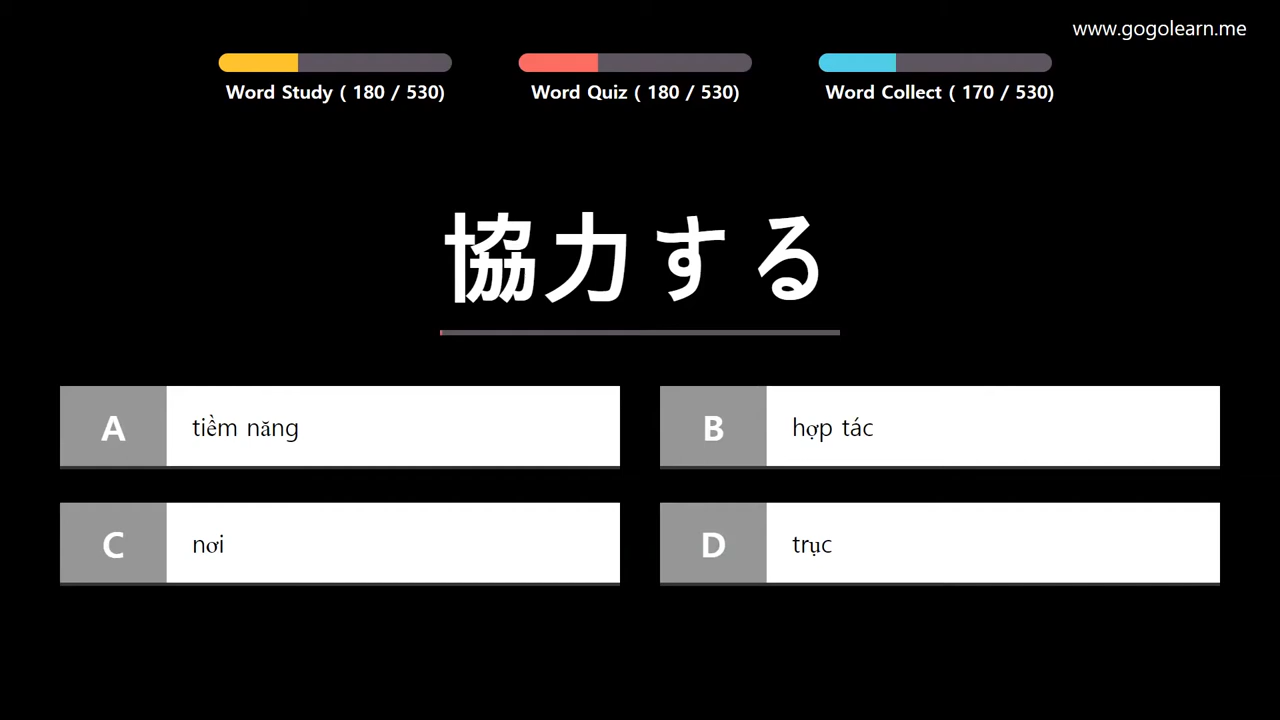 www.gogolearn.me
Word Study ( 180 / 530)
Word Quiz ( 180 / 530)
Word Collect ( 170 / 530)
協力する
A tiềm năng
B hợp tác
C nơi
D trục